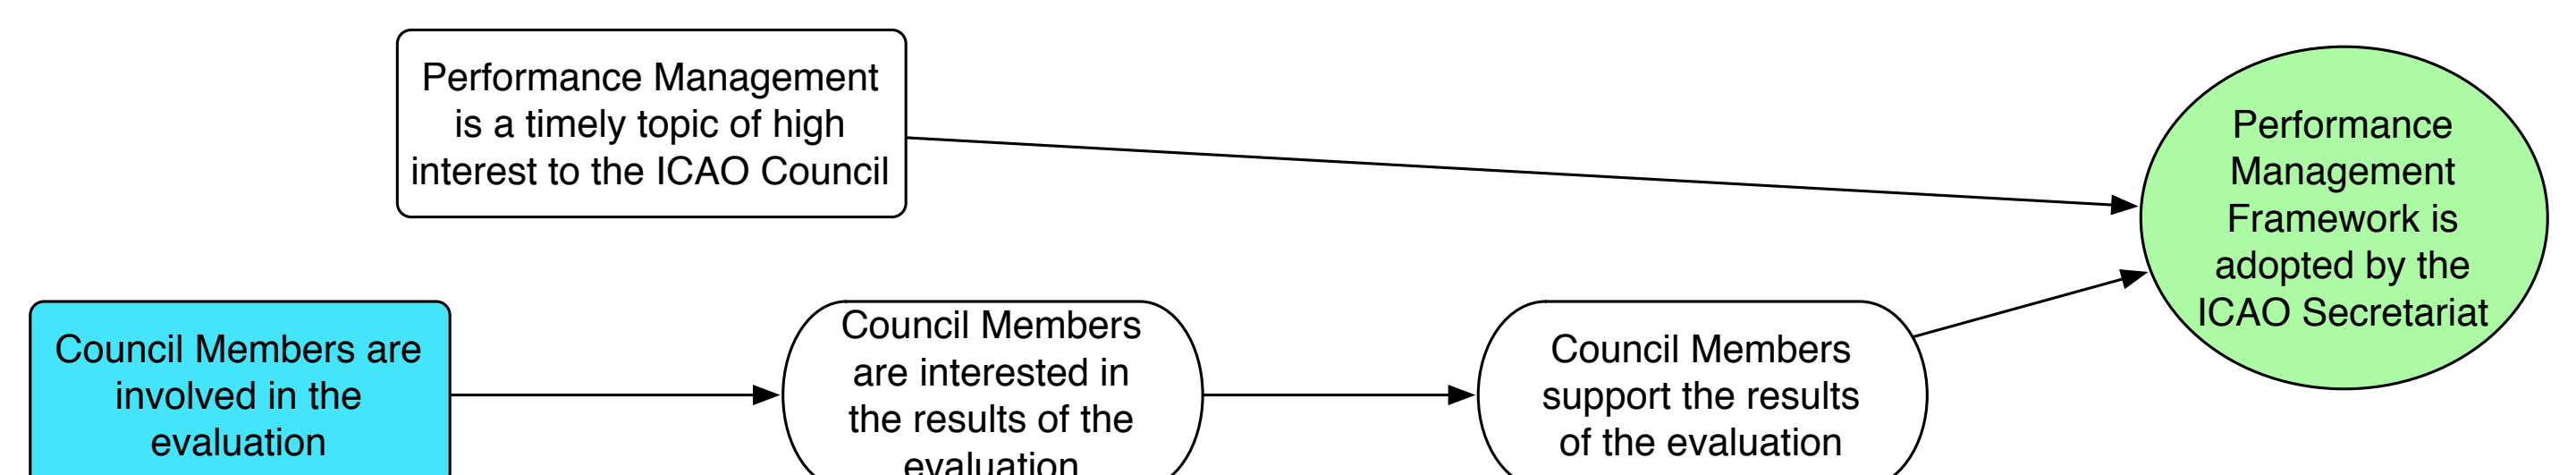 Performance Management
is a timely topic of high
interest to the ICAO Council
Performance
Management
Framework is
adopted by the
ICAO Secretariat
Council Members are
involved in the
evaluation
Council Members
are interested in
the results of the
evaluation
Council Members
support the results
of the evaluation